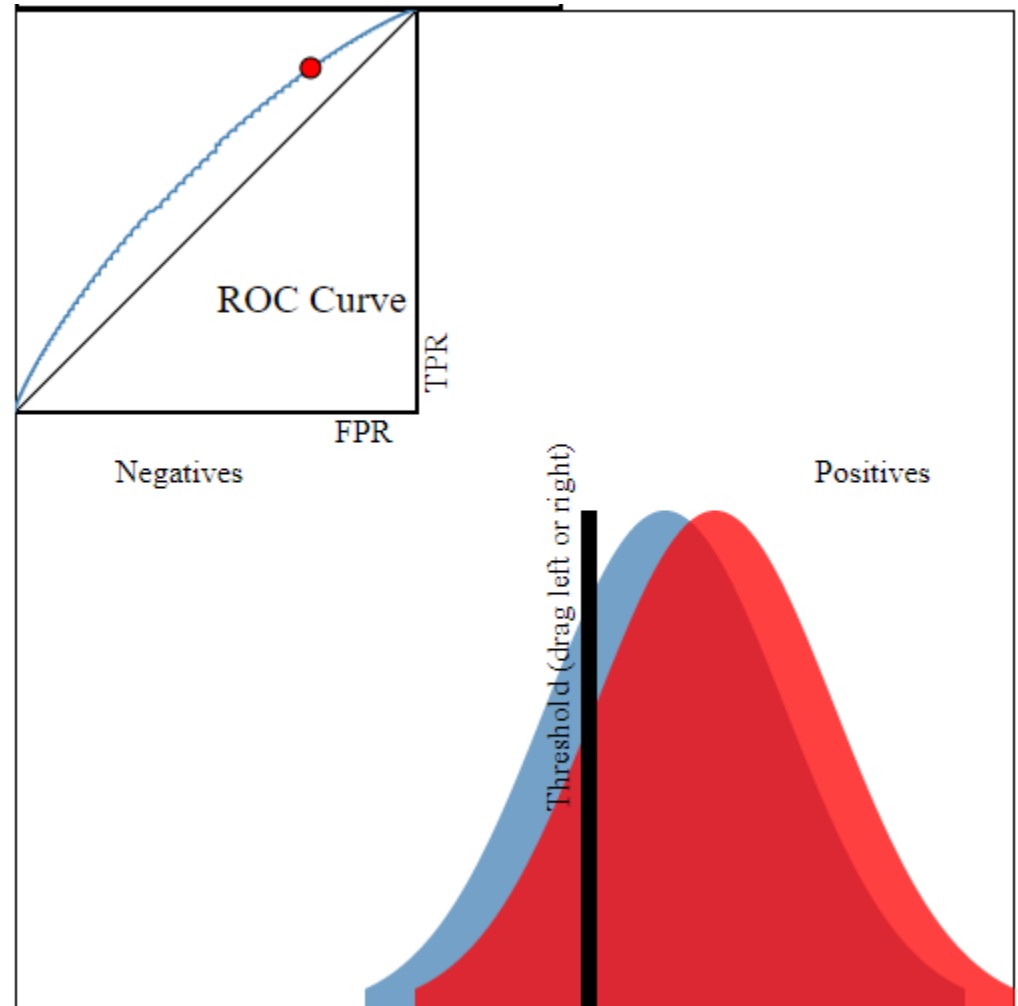 ROC Curve
TPR
FPR
Negatives
Positives
Threshold (drag left or right)